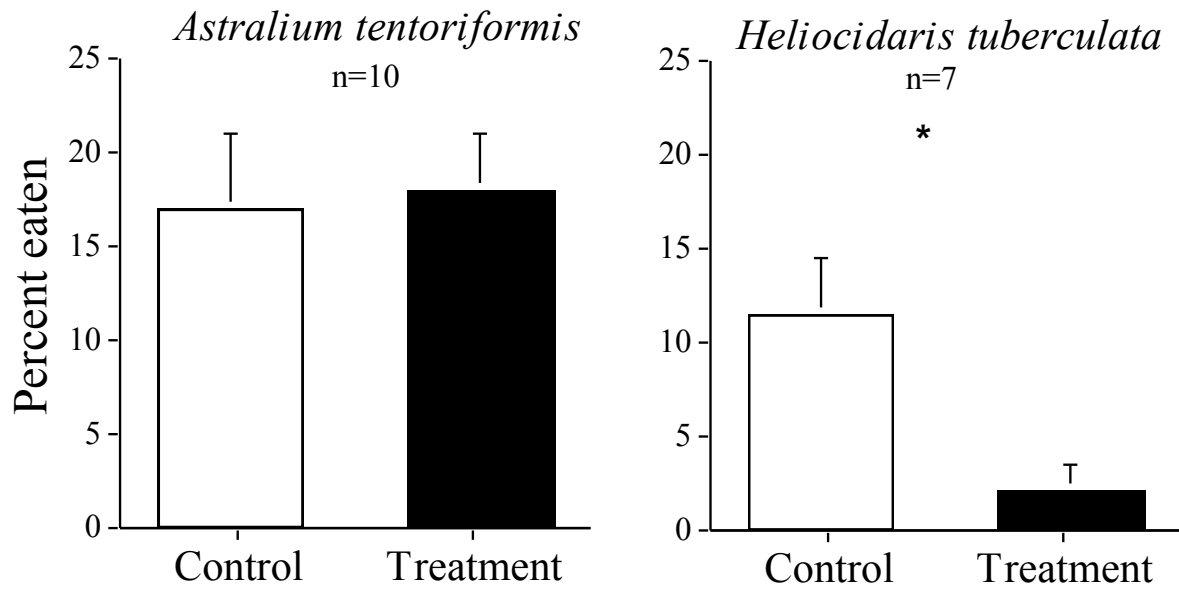 Astralium tentoriformis
n=10
Percent eaten
25
20
15
10
5
0
Control Treatment
Heliocidaris tuberculata
n=7
*
25
20
15
10
5
0
Control Treatment